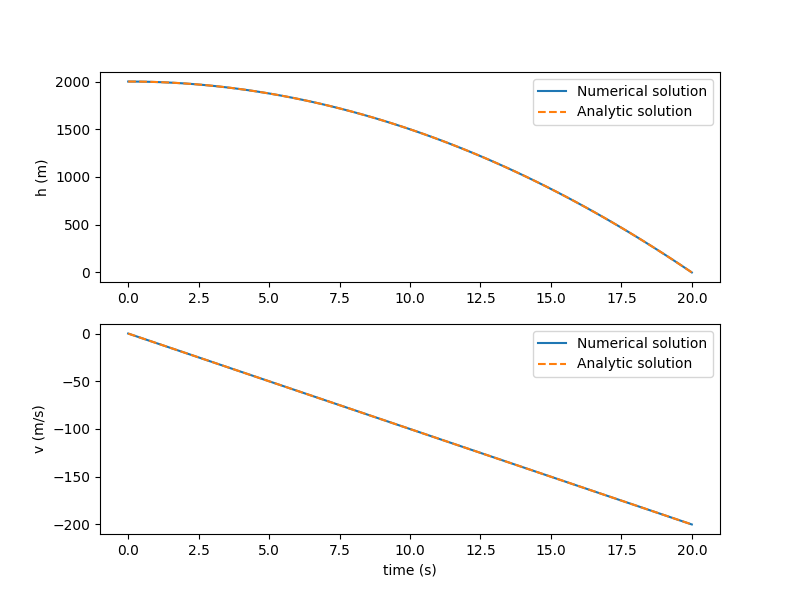 2000
1500
1000
500
0
h (m)
Numerical solution
Analytic solution
0.0 2.5 5.0 7.5 10.0 12.5 15.0 17.5 20.0
0
−50
−100
−150
−200
v (m/s)
Numerical solution
Analytic solution
0.0 2.5 5.0 7.5 10.0 12.5 15.0 17.5 20.0
time (s)